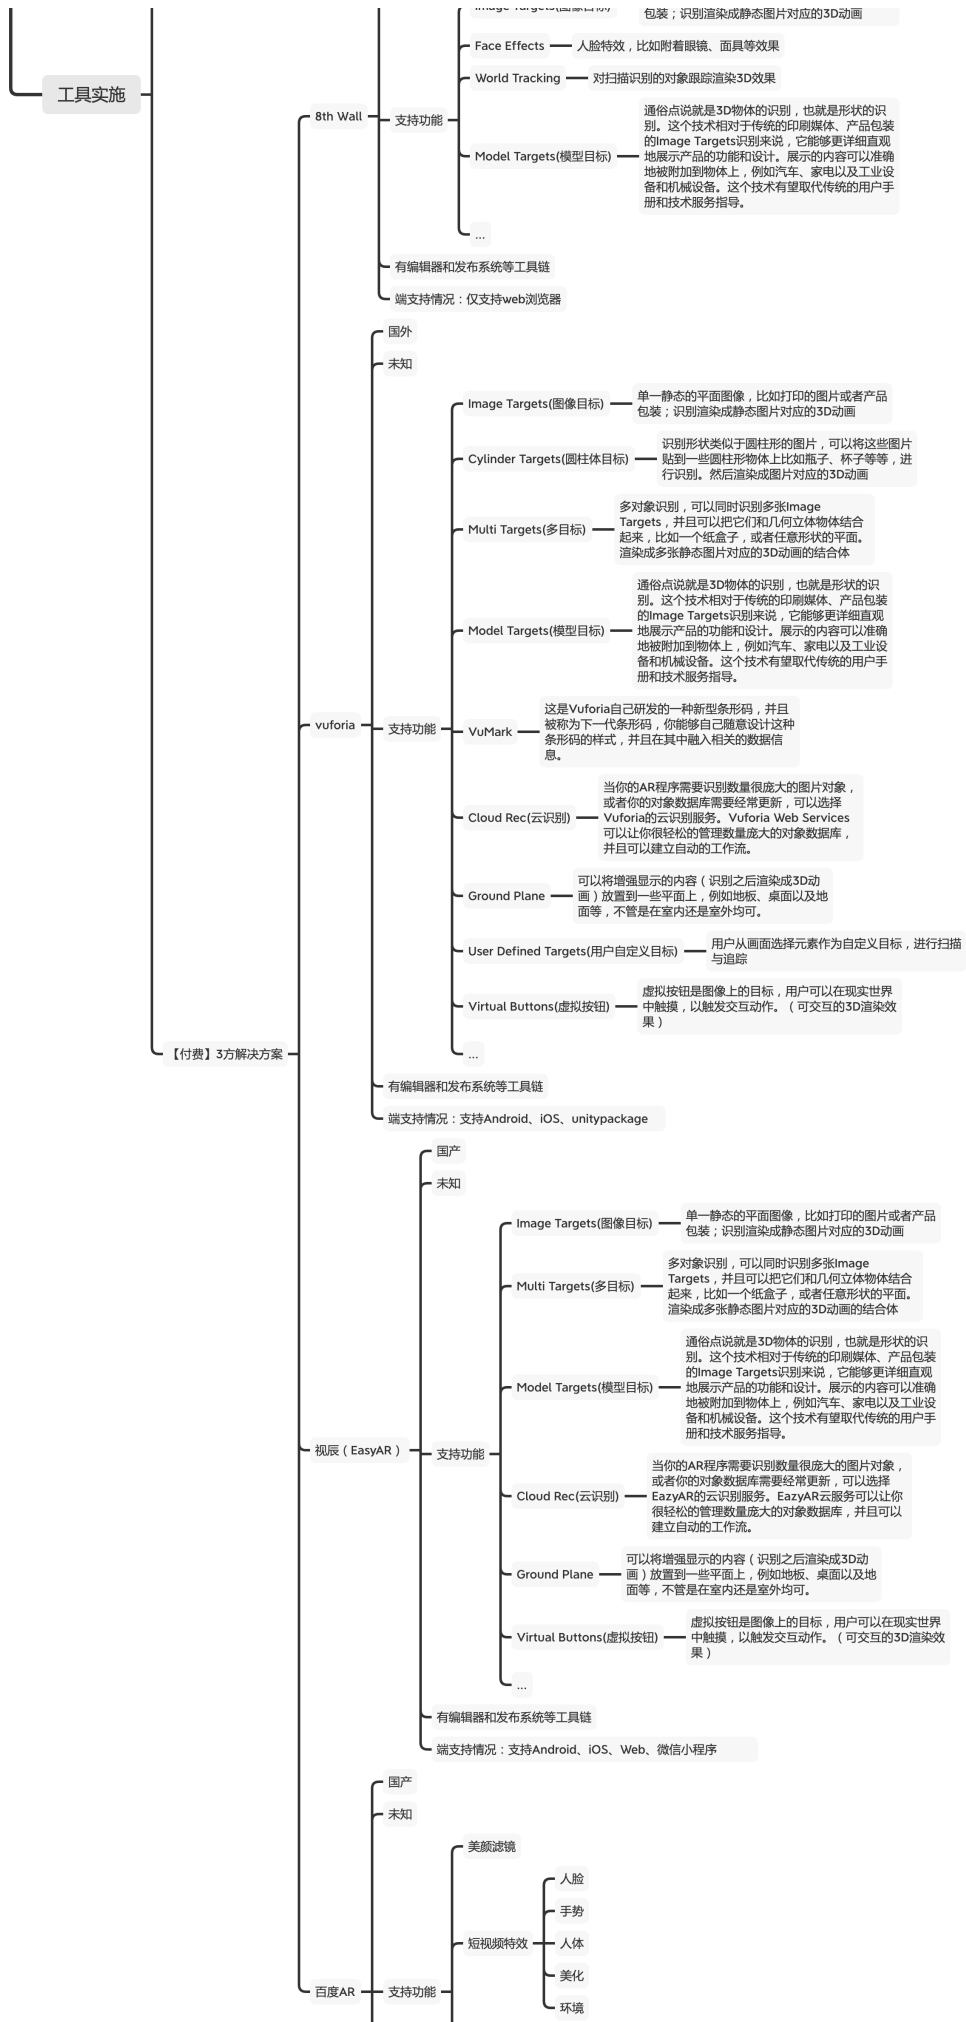 Image Targets(图像目标)
包装；识别渲染成静态图片对应的3D动画
Face Effects
人脸特效，比如附着眼镜、面具等效果
World Tracking
对扫描识别的对象跟踪渲染3D效果
工具实施
8th Wall
支持功能
Model Targets(模型目标)
通俗点说就是3D物体的识别，也就是形状的识
别。这个技术相对于传统的印刷媒体、产品包装
的Image Targets识别来说，它能够更详细直观
地展示产品的功能和设计。展示的内容可以准确
地被附加到物体上，例如汽车、家电以及工业设
备和机械设备。这个技术有望取代传统的用户手
册和技术服务指导。
...
有编辑器和发布系统等工具链
端支持情况：仅支持web浏览器
国外
未知
Image Targets(图像目标)
单一静态的平面图像，比如打印的图片或者产品
包装；识别渲染成静态图片对应的3D动画
Cylinder Targets(圆柱体目标)
识别形状类似于圆柱形的图片，可以将这些图片
贴到一些圆柱形物体上比如瓶子、杯子等等，进
行识别。然后渲染成图片对应的3D动画
Multi Targets(多目标)
多对象识别，可以同时识别多张Image
Targets，并且可以把它们和几何立体物体结合
起来，比如一个纸盒子，或者任意形状的平面。
渲染成多张静态图片对应的3D动画的结合体
Model Targets(模型目标)
通俗点说就是3D物体的识别，也就是形状的识
别。这个技术相对于传统的印刷媒体、产品包装
的Image Targets识别来说，它能够更详细直观
地展示产品的功能和设计。展示的内容可以准确
地被附加到物体上，例如汽车、家电以及工业设
备和机械设备。这个技术有望取代传统的用户手
册和技术服务指导。
vuforia
支持功能
VuMark
这是Vuforia自己研发的一种新型条形码，并且
被称为下一代条形码，你能够自己随意设计这种
条形码的样式，并且在其中融入相关的数据信
息。
Cloud Rec(云识别)
当你的AR程序需要识别数量很庞大的图片对象，
或者你的对象数据库需要经常更新，可以选择
Vuforia的云识别服务。Vuforia Web Services
可以让你很轻松的管理数量庞大的对象数据库，
并且可以建立自动的工作流。
Ground Plane
可以将增强显示的内容（识别之后渲染成3D动
画）放置到一些平面上，例如地板、桌面以及地
面等，不管是在室内还是室外均可。
User Defined Targets(用户自定义目标)
用户从画面选择元素作为自定义目标，进行扫描
与追踪
Virtual Buttons(虚拟按钮)
虚拟按钮是图像上的目标，用户可以在现实世界
中触摸，以触发交互动作。（可交互的3D渲染效
果）
...
【付费】3方解决方案
有编辑器和发布系统等工具链
端支持情况：支持Android、iOS、unitypackage
国产
未知
Image Targets(图像目标)
单一静态的平面图像，比如打印的图片或者产品
包装；识别渲染成静态图片对应的3D动画
Multi Targets(多目标)
多对象识别，可以同时识别多张Image
Targets，并且可以把它们和几何立体物体结合
起来，比如一个纸盒子，或者任意形状的平面。
渲染成多张静态图片对应的3D动画的结合体
Model Targets(模型目标)
通俗点说就是3D物体的识别，也就是形状的识
别。这个技术相对于传统的印刷媒体、产品包装
的Image Targets识别来说，它能够更详细直观
地展示产品的功能和设计。展示的内容可以准确
地被附加到物体上，例如汽车、家电以及工业设
备和机械设备。这个技术有望取代传统的用户手
册和技术服务指导。
视辰（EasyAR）
支持功能
Cloud Rec(云识别)
当你的AR程序需要识别数量很庞大的图片对象，
或者你的对象数据库需要经常更新，可以选择
EazyAR的云识别服务。EazyAR云服务可以让你
很轻松的管理数量庞大的对象数据库，并且可以
建立自动的工作流。
Ground Plane
可以将增强显示的内容（识别之后渲染成3D动
画）放置到一些平面上，例如地板、桌面以及地
面等，不管是在室内还是室外均可。
Virtual Buttons(虚拟按钮)
虚拟按钮是图像上的目标，用户可以在现实世界
中触摸，以触发交互动作。（可交互的3D渲染效
果）
...
有编辑器和发布系统等工具链
端支持情况：支持Android、iOS、Web、微信小程序
国产
未知
美颜滤镜
人脸
手势
短视频特效
人体
美化
百度AR
支持功能
环境